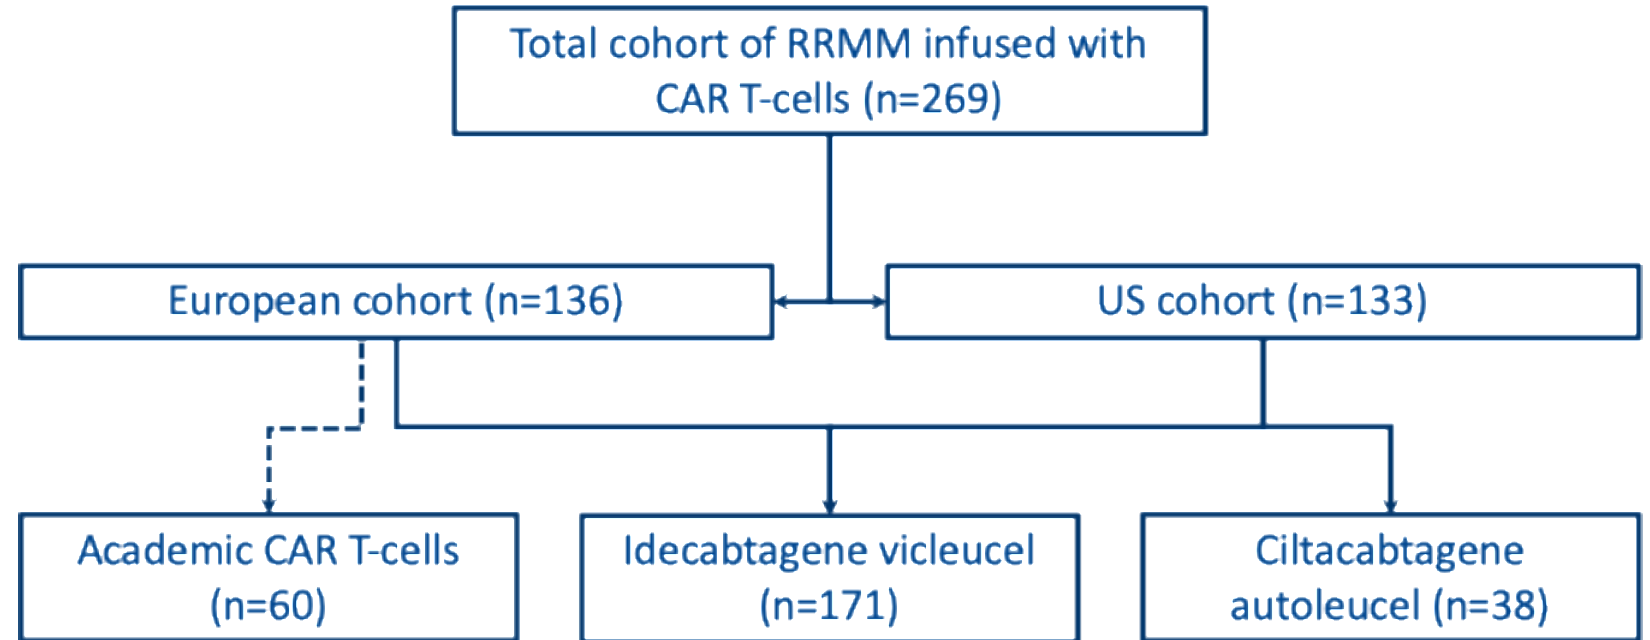 Total cohort of RRMM infused with
CAR T-cells (n=269)
European cohort (n=136)
US cohort (n=133)
Academic CAR T-cells
(n=60)
Idecabtagene vicleucel
(n=171)
Ciltacabtagene
autoleucel (n=38)